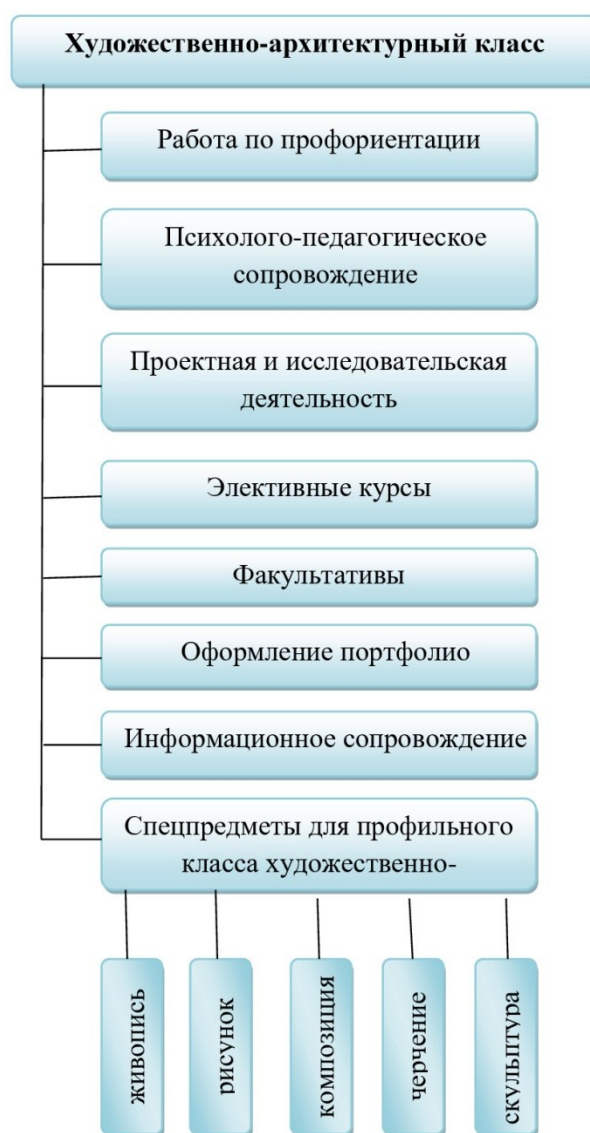 Художественно-архитектурный класс
Работа по профориентации
Психолого-педагогическое
сопровождение
Проектная и исследовательская
деятельность
Элективные курсы
Факультативы
Оформление портфолио
Информационное сопровождение
Спецпредметы для профильного
класса художественно-
живопись
рисунок
композиция
черчение
скульптура